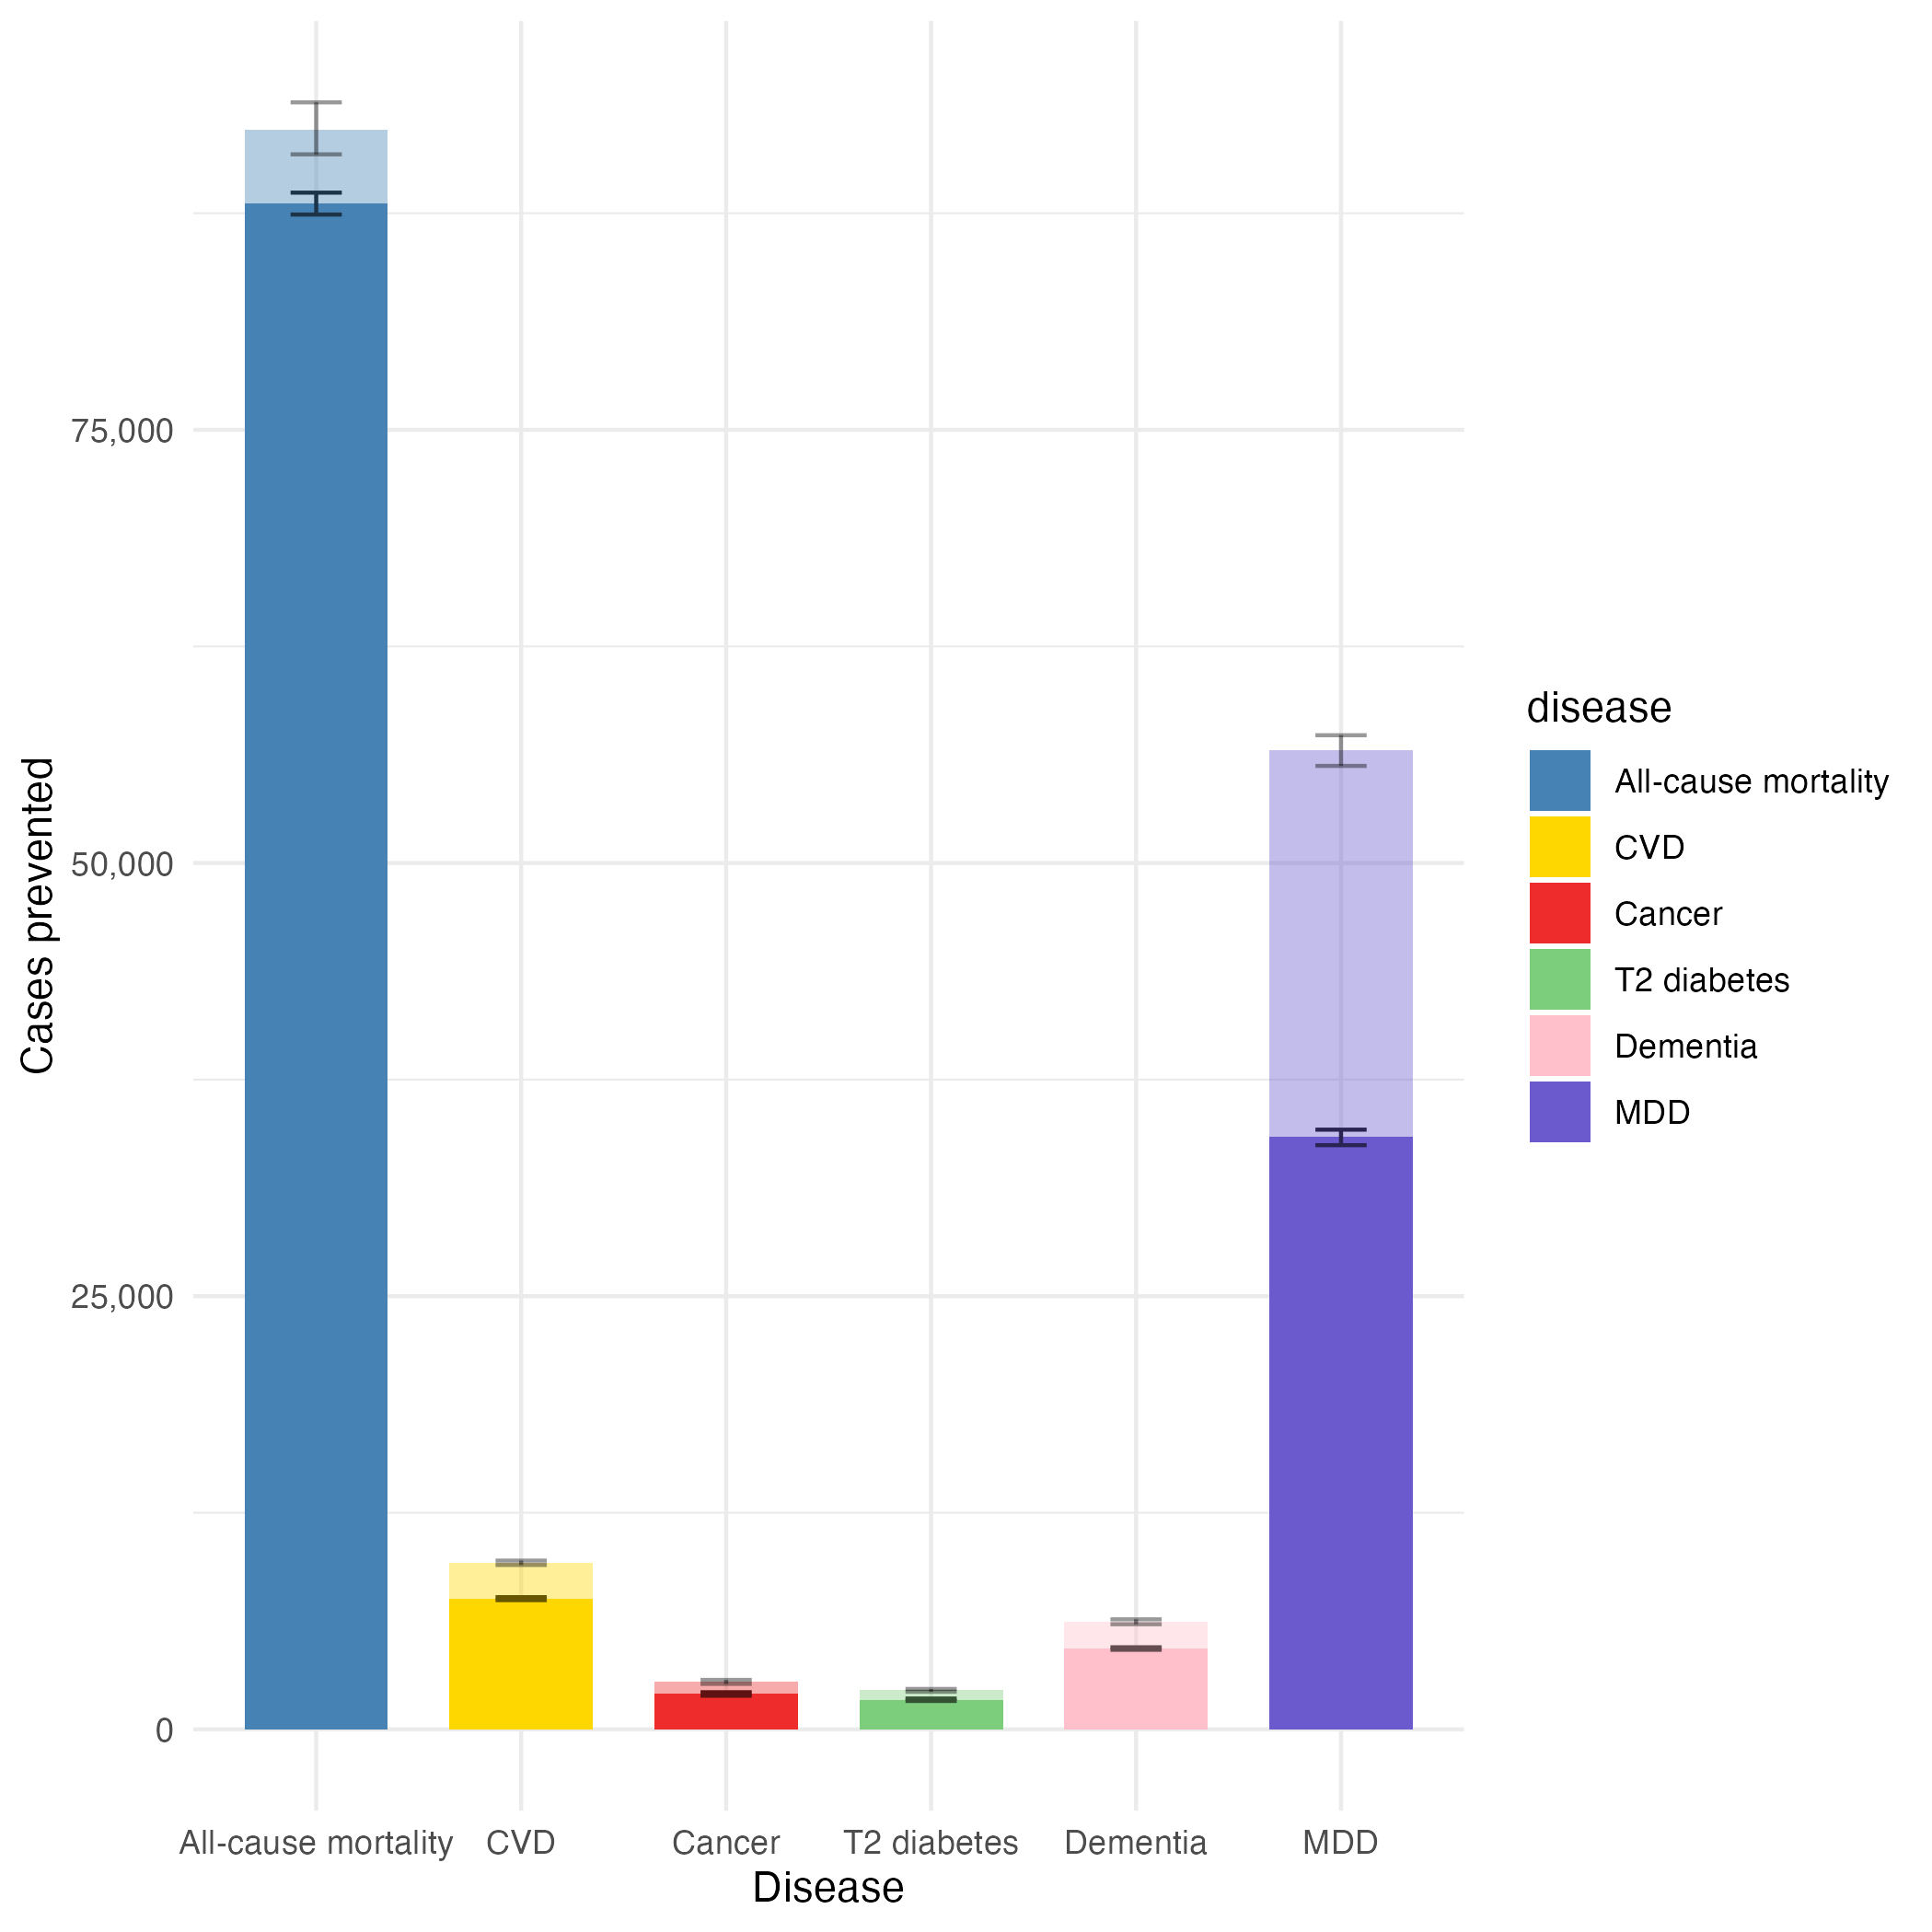 Cases prevented
75,000
50,000
25,000
0
All-cause mortality CVD Cancer T2 diabetes Dementia MDD
Disease
disease
All-cause mortality
CVD
Cancer
T2 diabetes
Dementia
MDD